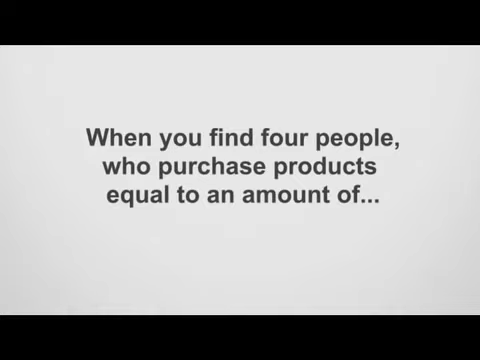 When you find four people,
who purchase products
equal to an amount of...